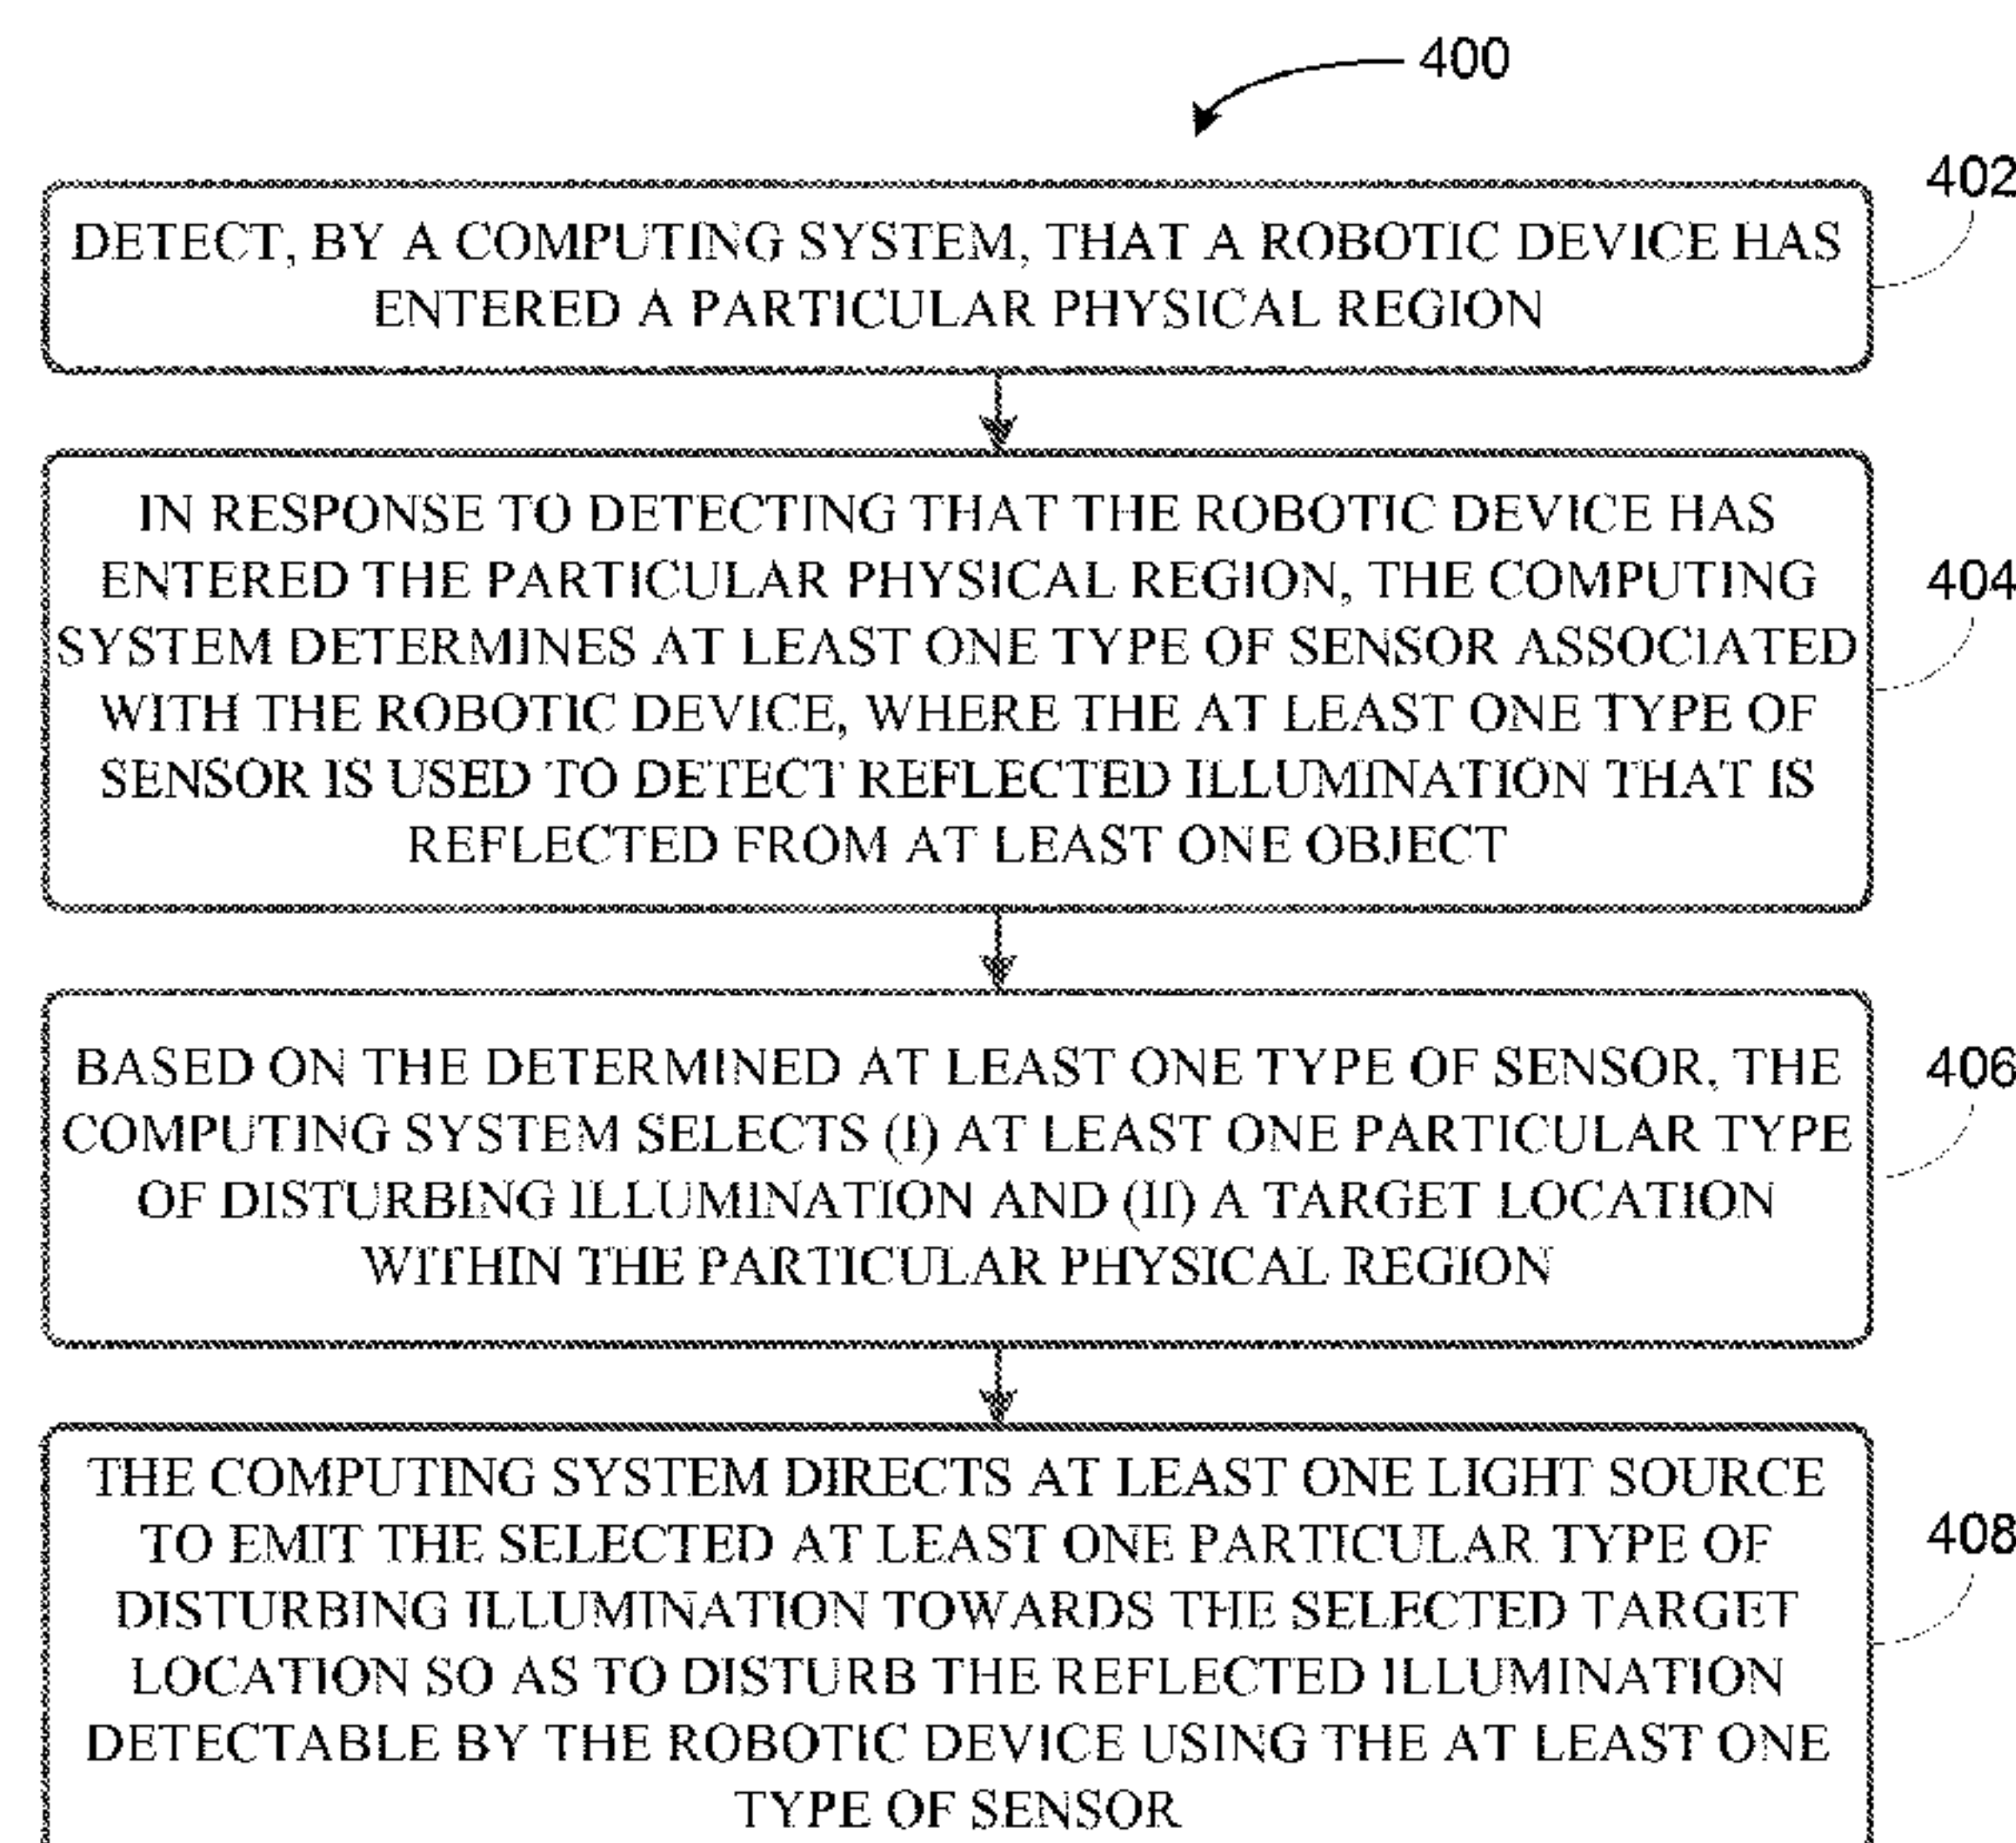 400
402
DETECT, BY A COMPUTING SYSTEM, THAT A ROBOTIC DEVICE HAS
ENTERED A PARTICULAR PHYSICAL REGION
IN RESPONSE TO DETECTING THAT THE ROBOTIC DEVICE HAS
ENTERED THE PARTICULAR PHYSICAL REGION, THE COMPUTING
SYSTEM DETERMINES AT LEAST ONE TYPE OF SENSOR ASSOCIATED
WITH THE ROBOTIC DEVICE, WHERE THE AT LEAST ONE TYPE OF
SENSOR IS USED TO DETECT REFLECTED ILLUMINATION THAT IS
REFLECTED FROM AT LEAST ONE OBJECT
404
BASED ON THE DETERMINED AT LEAST ONE TYPE OF SENSOR, THE
COMPUTING SYSTEM SELECTS (I) AT LEAST ONE PARTICULAR TYPE
OF DISTURBING ILLUMINATION AND (II) A TARGET LOCATION
WITHIN THE PARTICULAR PHYSICAL REGION
406
THE COMPUTING SYSTEM DIRECTS AT LEAST ONE LIGHT SOURCE
TO EMIT THE SELECTED AT LEAST ONE PARTICULAR TYPE OF
DISTURBING ILLUMINATION TOWARDS THE SELECTED TARGET
LOCATION SO AS TO DISTURB THE REFLECTED ILLUMINATION
DETECTABLE BY THE ROBOTIC DEVICE USING THE AT LEAST ONE
TYPE OF SENSOR
408